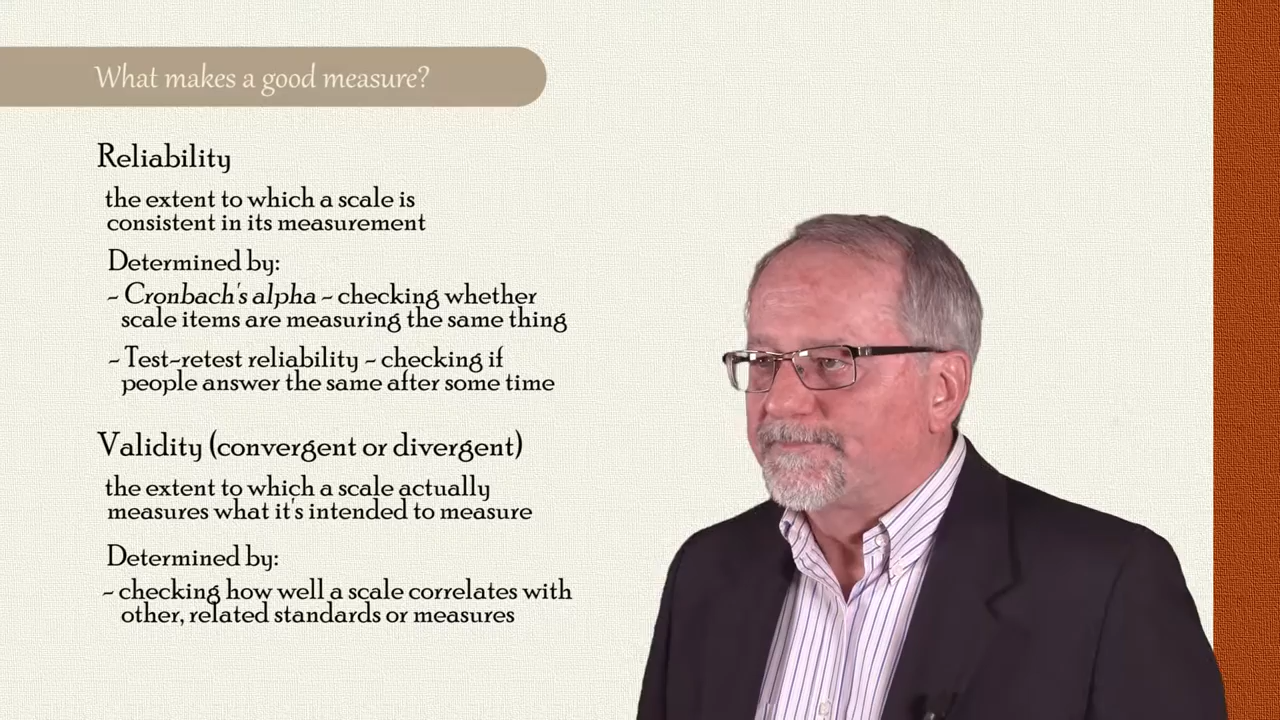 What makes a good measure?
Reliability
the extent to which a scale is
consistent in its measurement
Determined by:
- Cronbach's alpha - checking whether
scale items are measuring the same thing
- Test-retest reliability - checking if
people answer the same after some time
Validity (convergent or divergent)
the extent to which a scale actually
measures what it's intended to measure
Determined by:
- checking how well a scale correlates with
other, related standards or measures